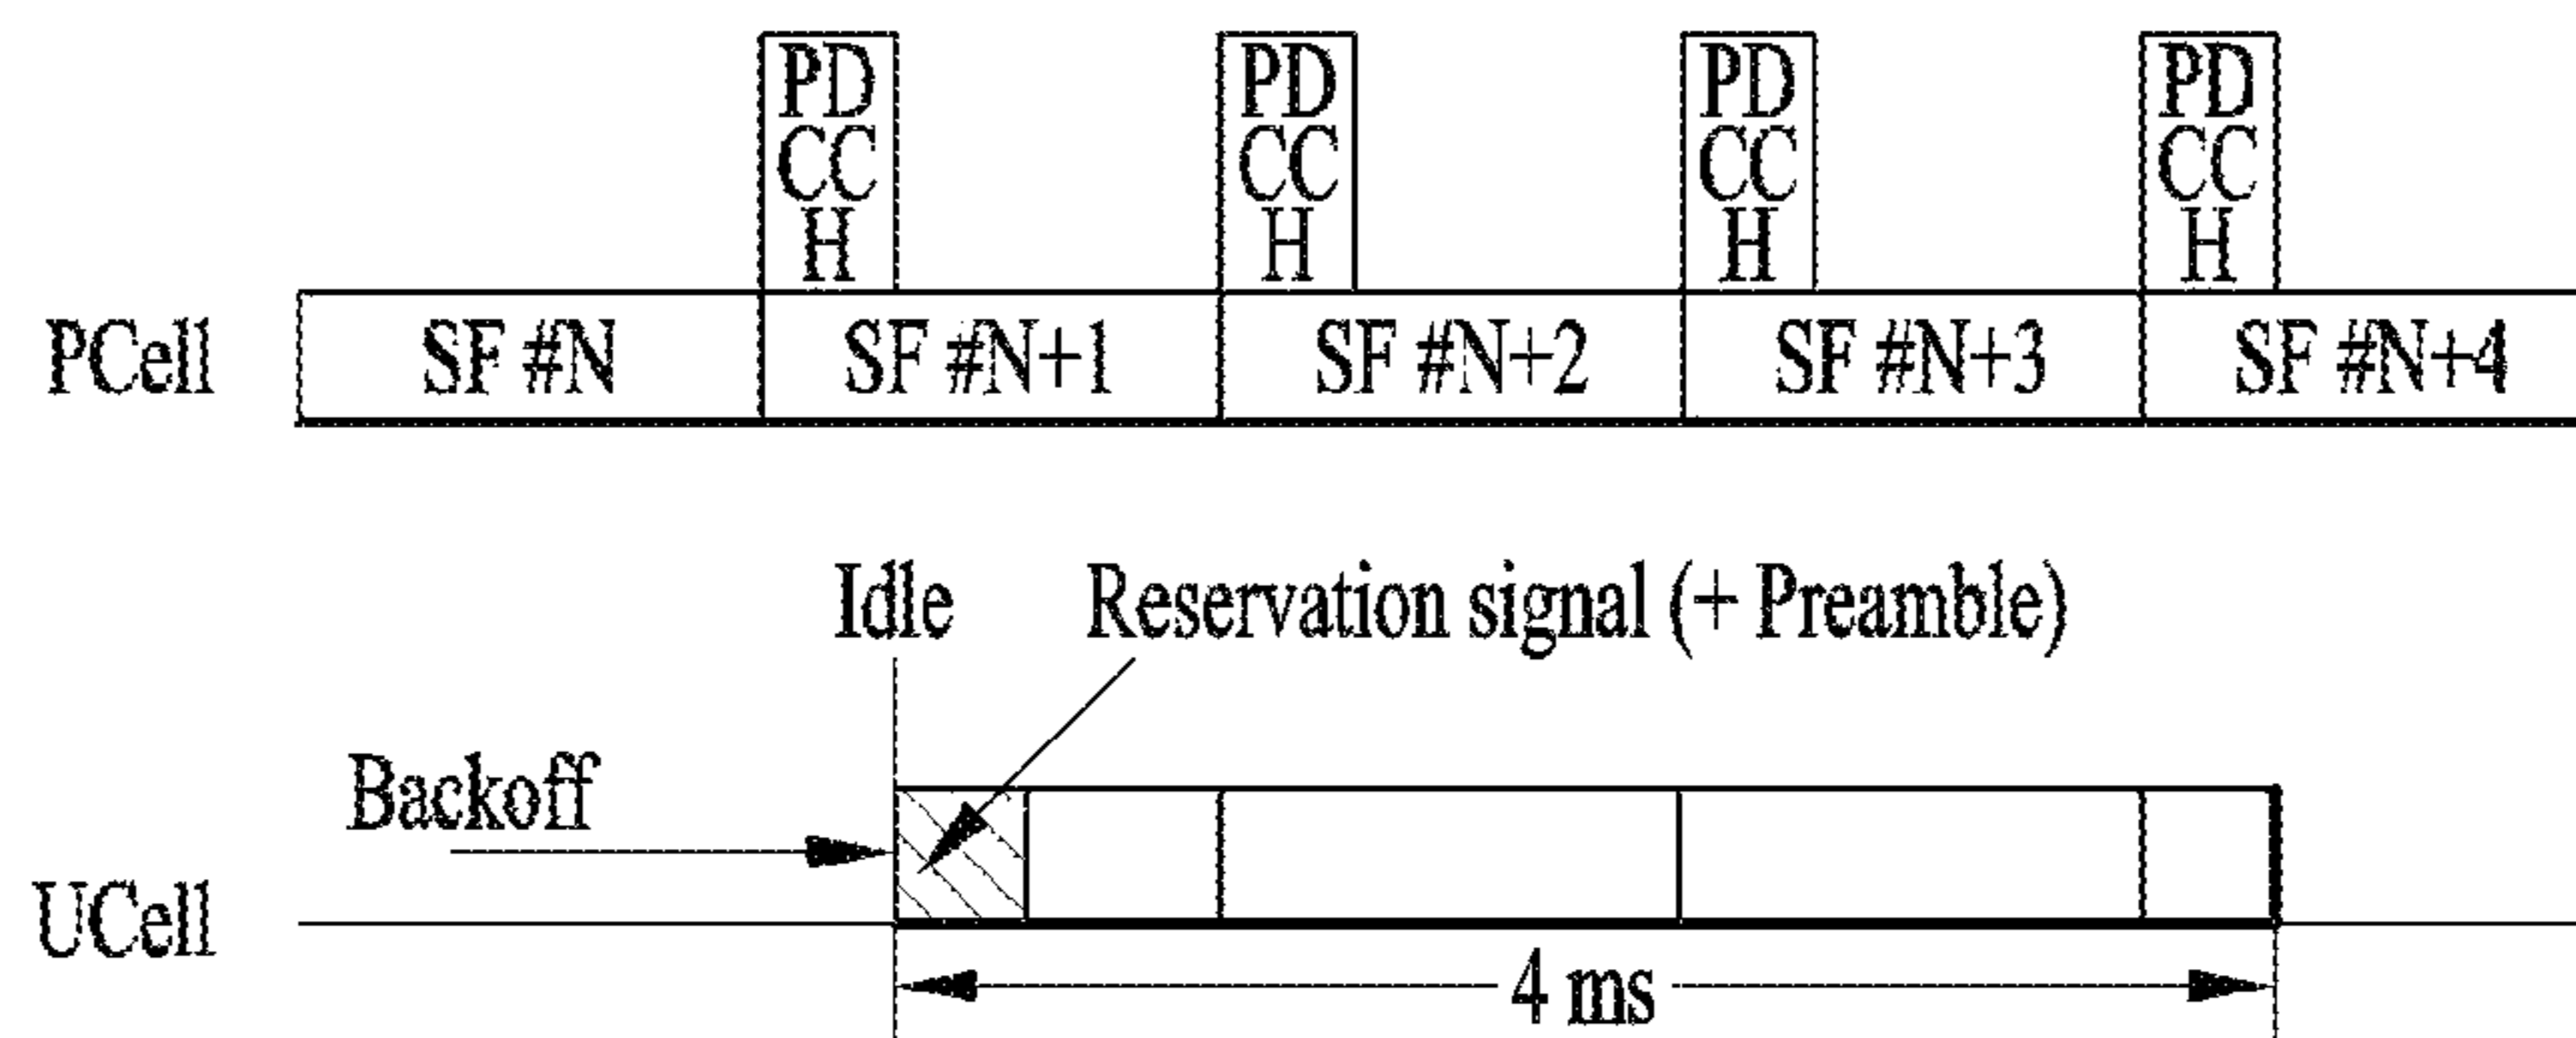 PD PD PD PD
CC CC CC CC
H H H H
PCell SF #N SF #N+1 SF #N+2 SF #N+3 SF #N+4
Idle Reservation signal (+ Preamble)
Backoff
UCell
4 ms